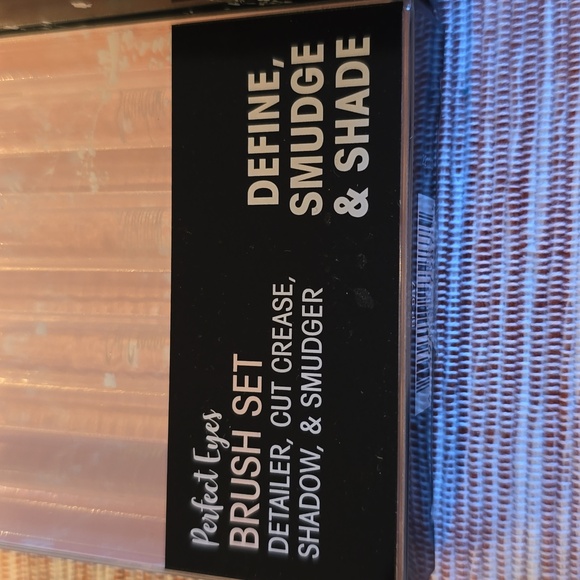 Perfect Eyes
BRUSH SET
DETAILER, CUT CREASE,
SHADOW, & SMUDGER
DEFINE,
SMUDGE
& SHADE